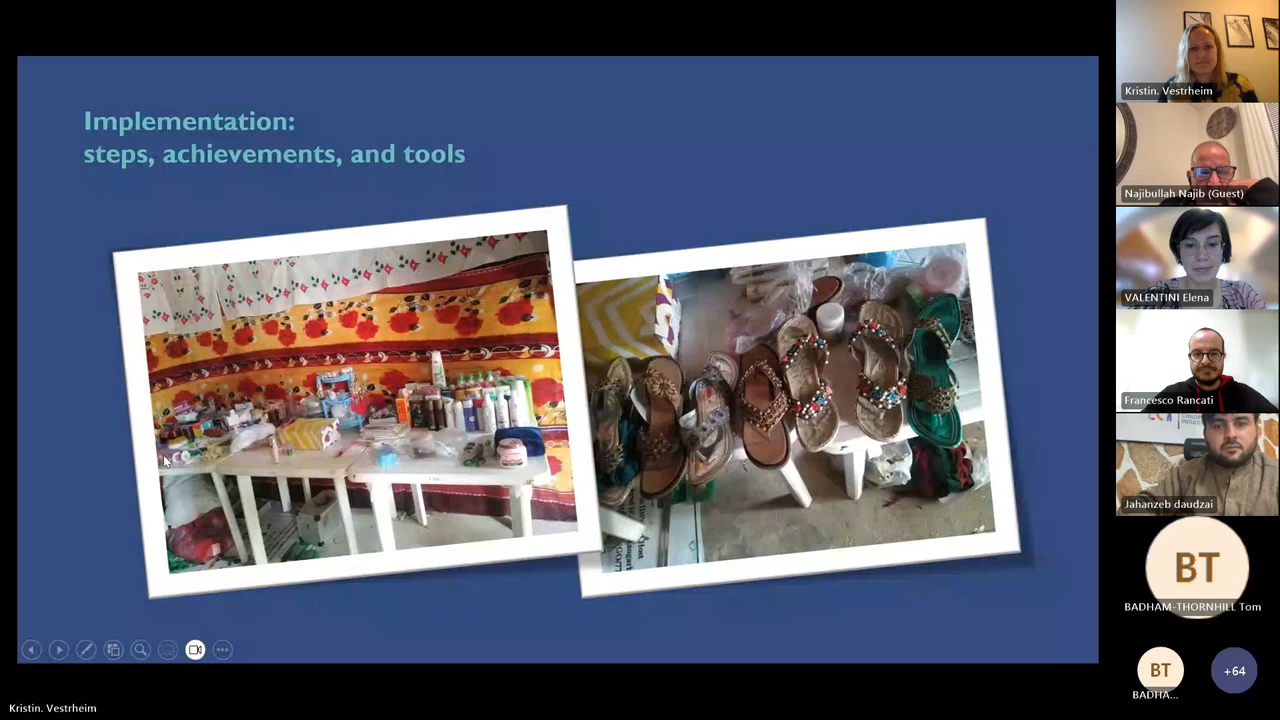 Implementation:
steps, achievements, and tools
Kristin. Vestrheim
Najibullah Najib (Guest)
VALENTINI Elena
Francesco Rancati
Jahanzeb daudzai
BT
BADHAM-THORNHILL Tom
BT
BADHA...
+64
Kristin. Vestrheim